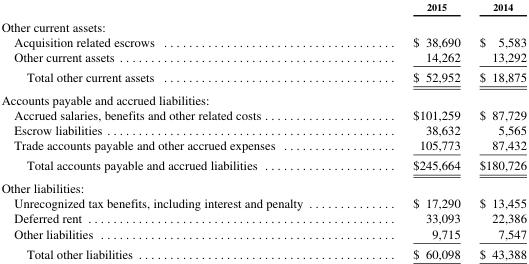 2015 2014
Other current assets:
Acquisition related escrows ..................................... $ 38,690 $ 5,583
Other current assets ............................................ 14,262 13,292
Total other current assets ..................................... $ 52,952 $ 18,875
Accounts payable and accrued liabilities:
Accrued salaries, benefits and other related costs ..................... $101,259 $ 87,729
Escrow liabilities .............................................. 38,632 5,565
Trade accounts payable and other accrued expenses ................... 105,773 87,432
Total accounts payable and accrued liabilities ..................... $245,664 $180,726
Other liabilities:
Unrecognized tax benefits, including interest and penalty .............. $ 17,290 $ 13,455
Deferred rent ................................................. 33,093 22,386
Other liabilities ............................................... 9,715 7,547
Total other liabilities ......................................... $ 60,098 $ 43,388